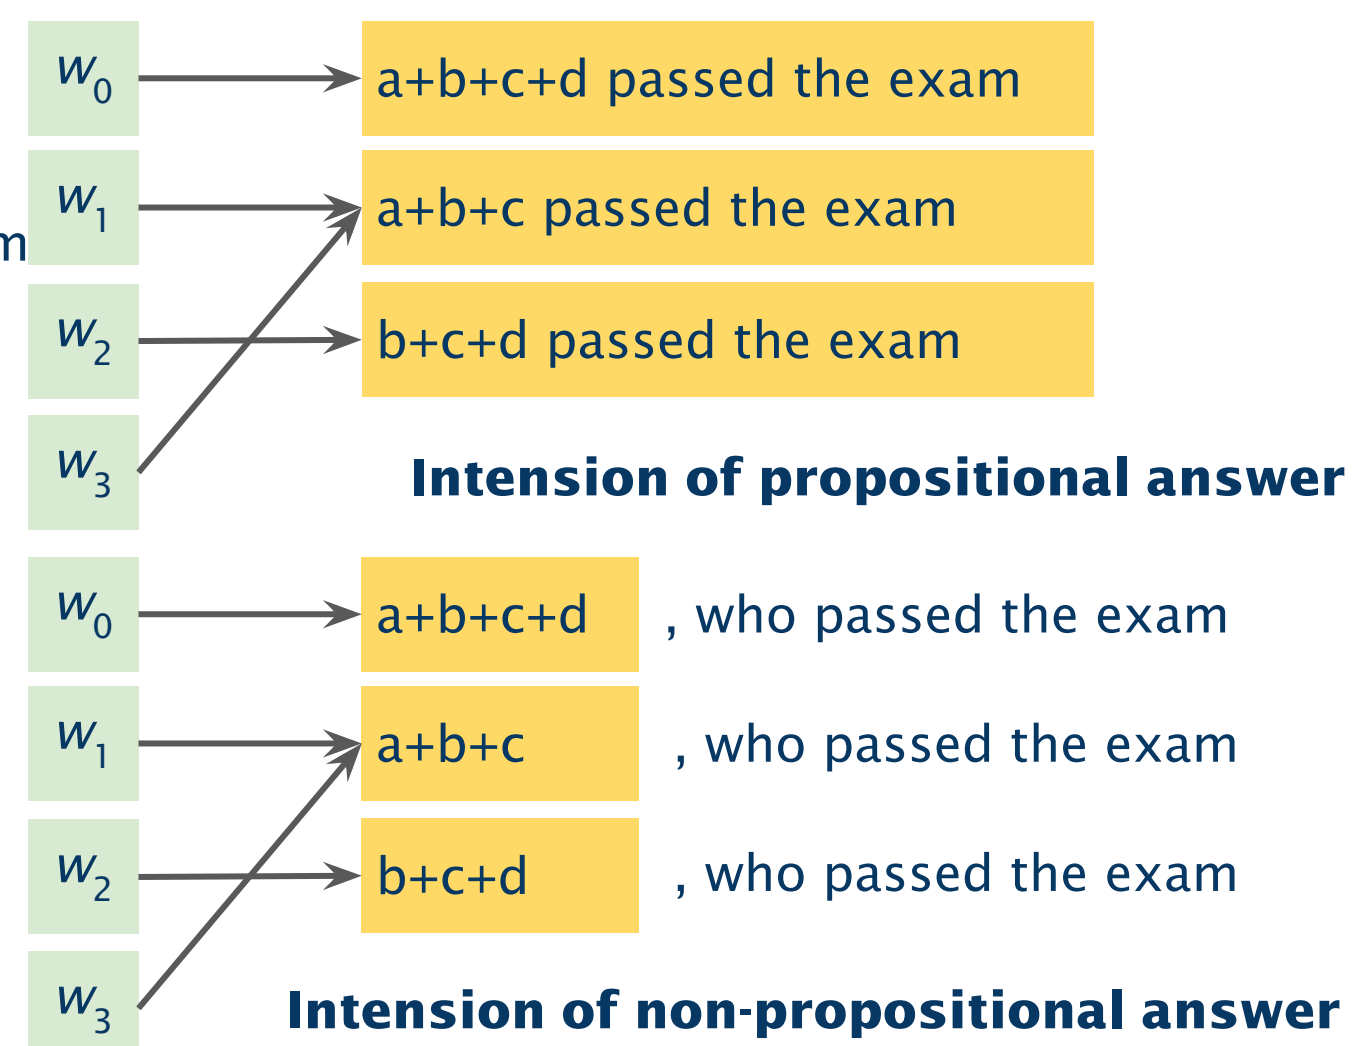 w0 a+b+c+d passed the exam
w1 a+b+c passed the exam
m
w2 b+c+d passed the exam
w3 Intension of propositional answer
w0 a+b+c+d , who passed the exam
w1 a+b+c , who passed the exam
w2 b+c+d , who passed the exam
w3 Intension of non-propositional answer